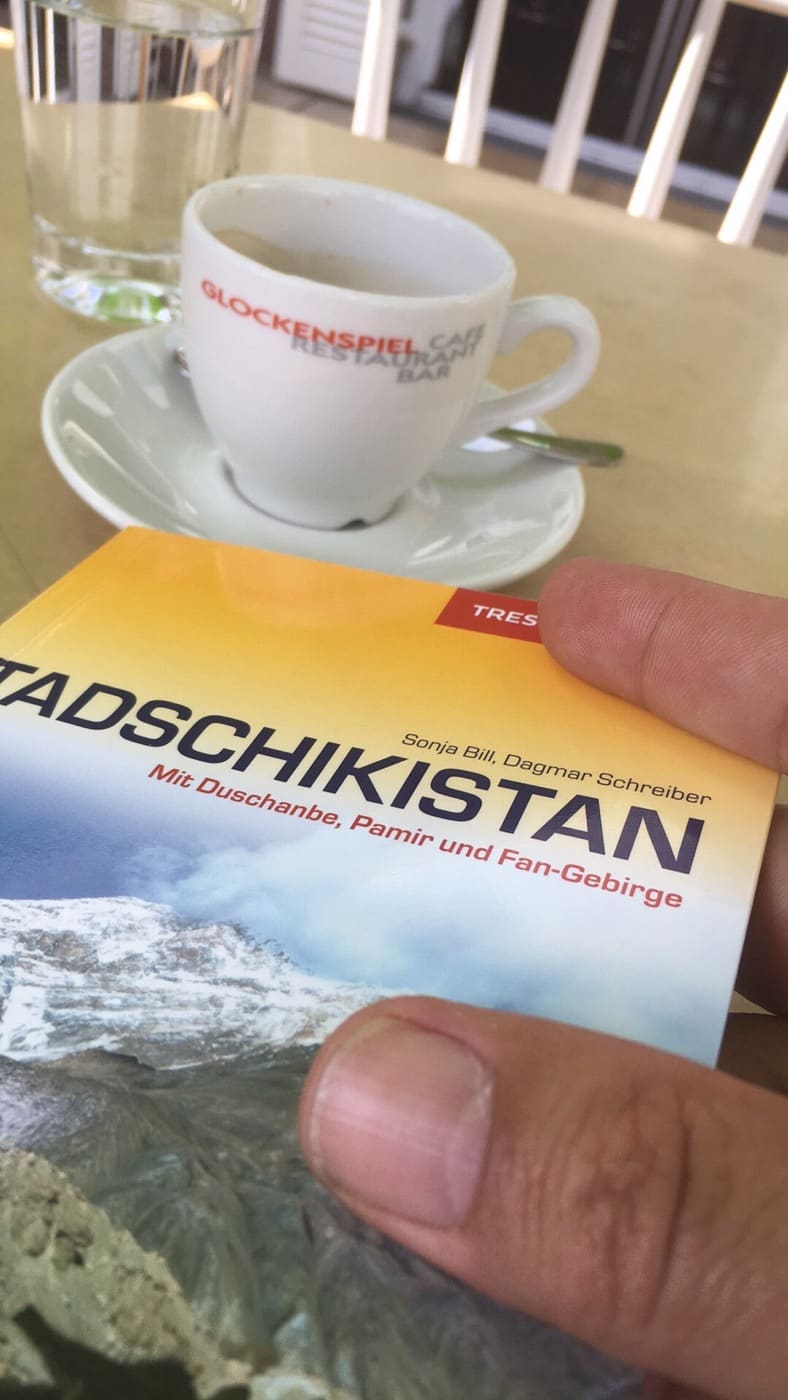 GLOCKENSPIEL CAFE
RESTAURANT
BAR
TRES
Sonja Bill, Dagmar Schreiber
TADSCHIKISTAN
Mit Duschanbe, Pamir und Fan-Gebirge